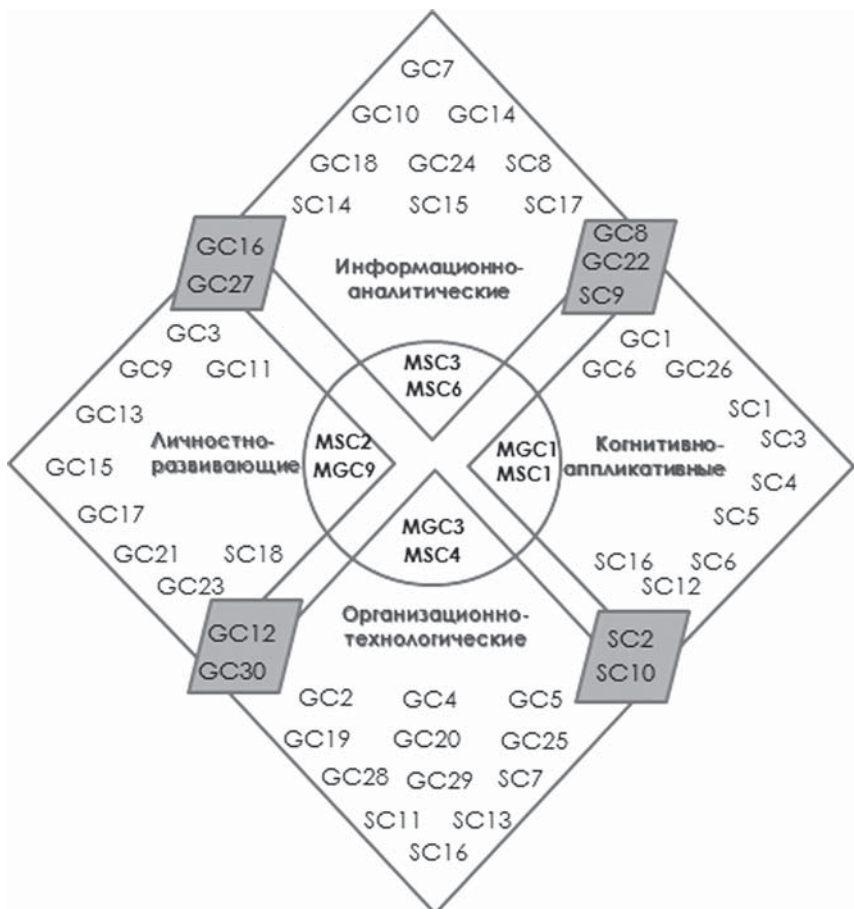 GC7
GC10 GC14
GC18 GC24 SC8
SC14 SC15 SC17
GC16
GC27
GC8
GC22
SC9
Информационно-
аналитические
MSC3
MSC6
GC3
GC9 GC11
GC13
GC15
GC17
GC21 SC18
GC23
Личностно-
развивающие
MSC2
MGC9
MGC1
MSC1
Когнитивно-
аппликативные
GC1
GC6 GC26
SC1
SC3
SC4
SC5
SC16 SC6
SC12
MGC3
MSC4
GC12
GC30
SC2
SC10
Организационно-
технологические
GC2 GC4 GC5
GC19 GC20 GC25
GC28 GC29 SC7
SC11 SC13
SC16